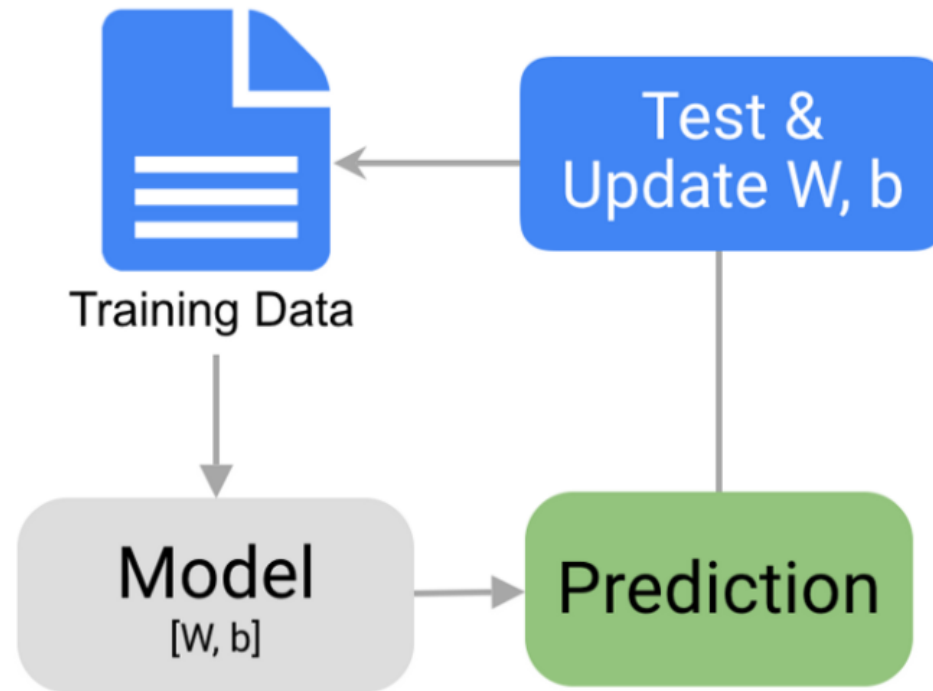 Test &
Update W, b
Training Data
Model
[W, b]
Prediction